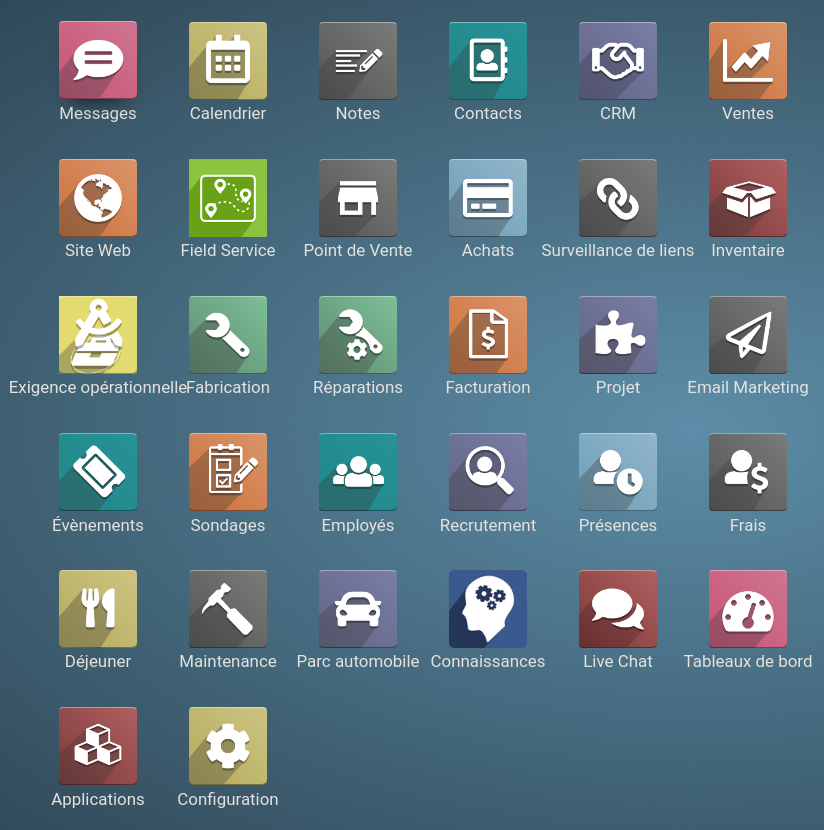 Messages Calendrier Notes Contacts CRM Ventes
Site Web Field Service Point de Vente Achats Surveillance de liens Inventaire
Exigence opérationnelle Fabrication Réparations Facturation Projet Email Marketing
Évènements Sondages Employés Recrutement Présences Frais
Déjeuner Maintenance Parc automobile Connaissances Live Chat Tableaux de bord
Applications Configuration